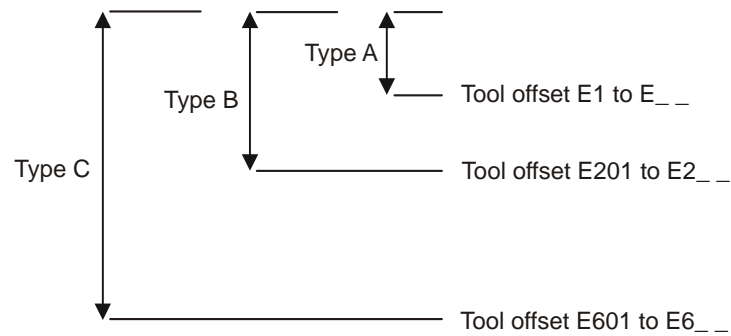 Type A
Tool offset E1 to E_ _
Type B
Tool offset E201 to E2_ _
Type C
Tool offset E601 to E6_ _